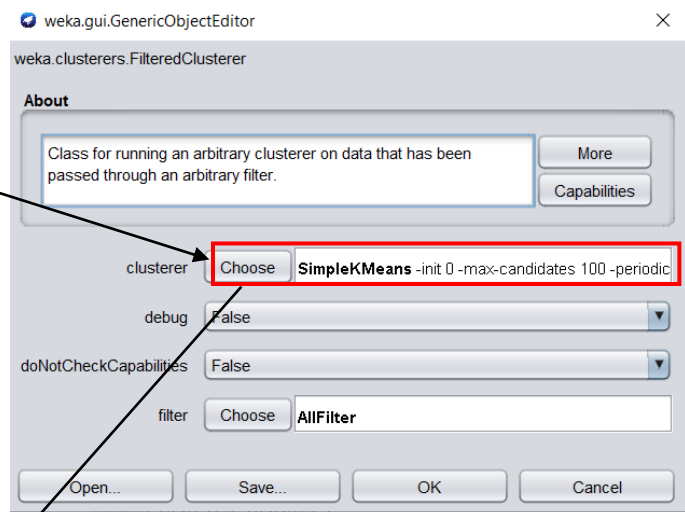 weka.gui.GenericObjectEditor
weka.clusterers.FilteredClusterer
About
Class for running an arbitrary clusterer on data that has been
passed through an arbitrary filter.
More
Capabilities
clusterer Choose SimpleKMeans -init 0 -max-candidates 100 -periodic
debug False
doNotCheckCapabilities False
filter Choose AllFilter
Open... Save... OK Cancel